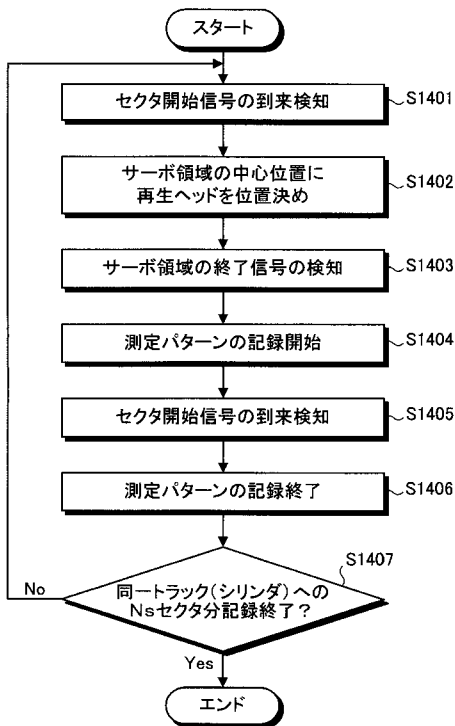 スタート
セクタ開始信号の到来検知
S1401
サーボ領域の中心位置に
再生ヘッドを位置決め
S1402
サーボ領域の終了信号の検知
S1403
測定パターンの記録開始
S1404
セクタ開始信号の到来検知
S1405
測定パターンの記録終了
S1406
S1407
同一トラック(シリンダ)への
Nsセクタ分記録終了?
No
Yes
エンド